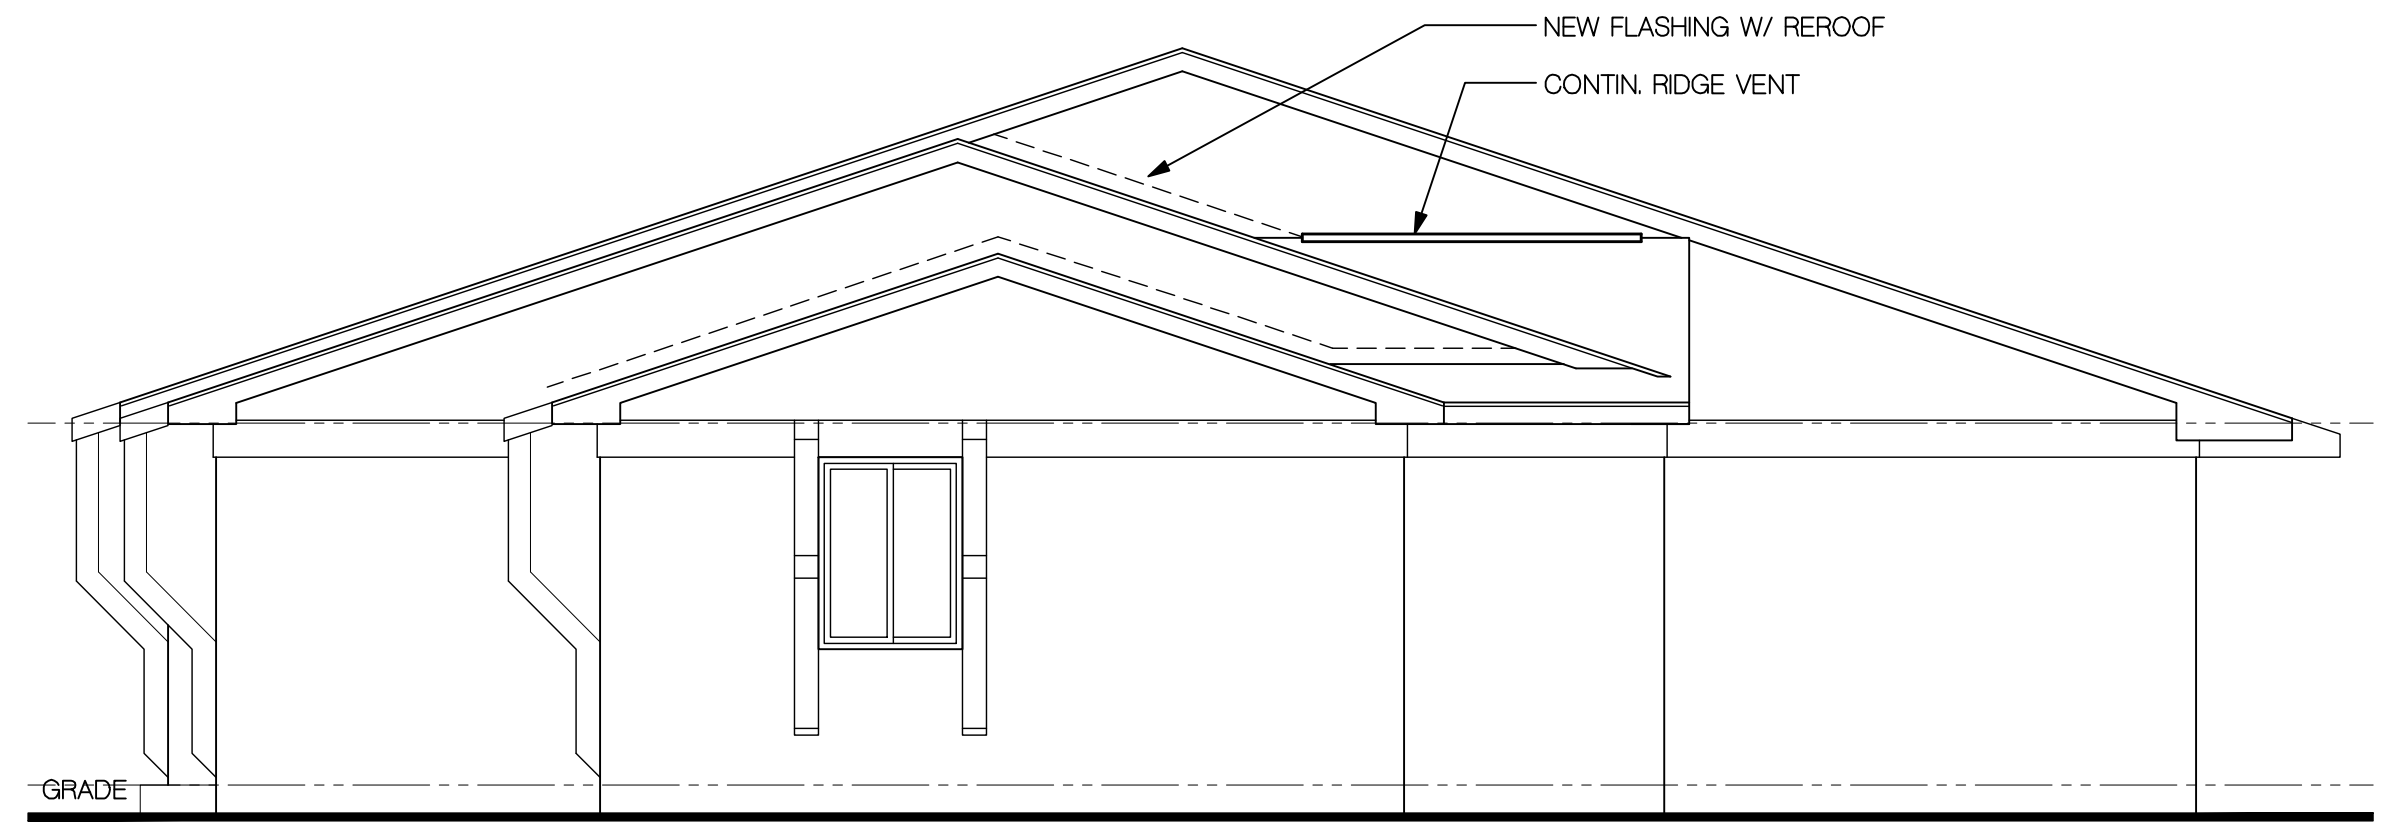 NEW FLASHING W/ REROOF
CONTIN. RIDGE VENT
GRADE